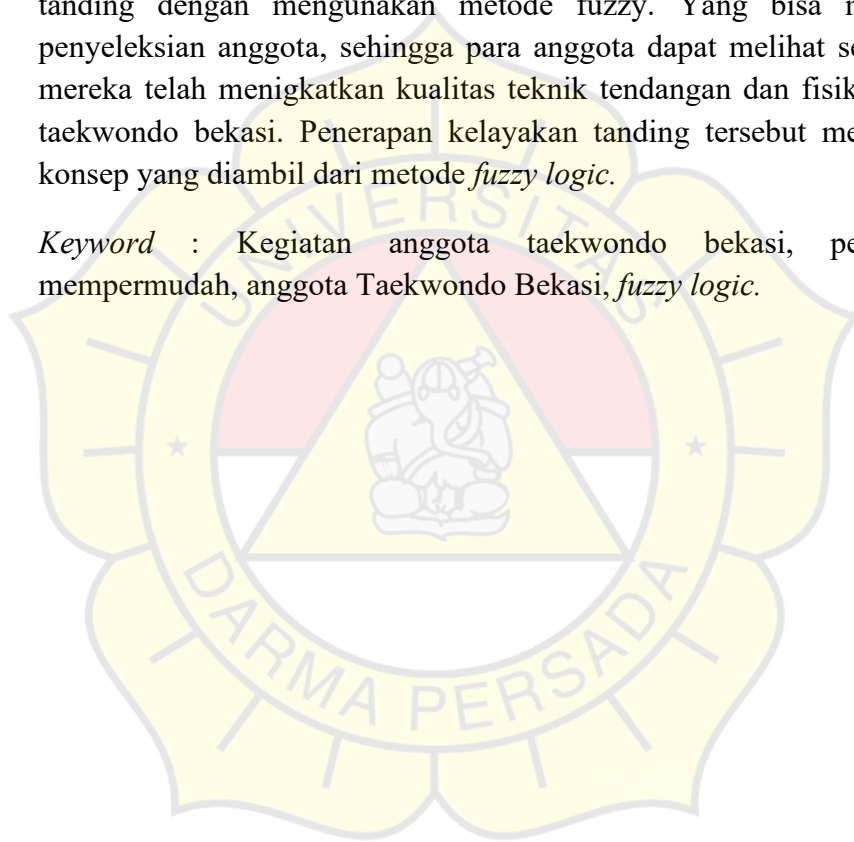 tanding dengan mengunakan metode fuzzy. Yang bisa
penyeleksian anggota, sehingga para anggota dapat melihat
mereka telah menigkatkan kualitas teknik tendangan dan fisik
taekwondo bekasi. Penerapan kelayakan tanding tersebut
konsep yang diambil dari metode fuzzy logic.
Keyword : Kegiatan anggota taekwondo bekasi,
mempermudah, anggota Taekwondo Bekasi, fuzzy logic.
UNIVERSITAS
DARMA PERSADA